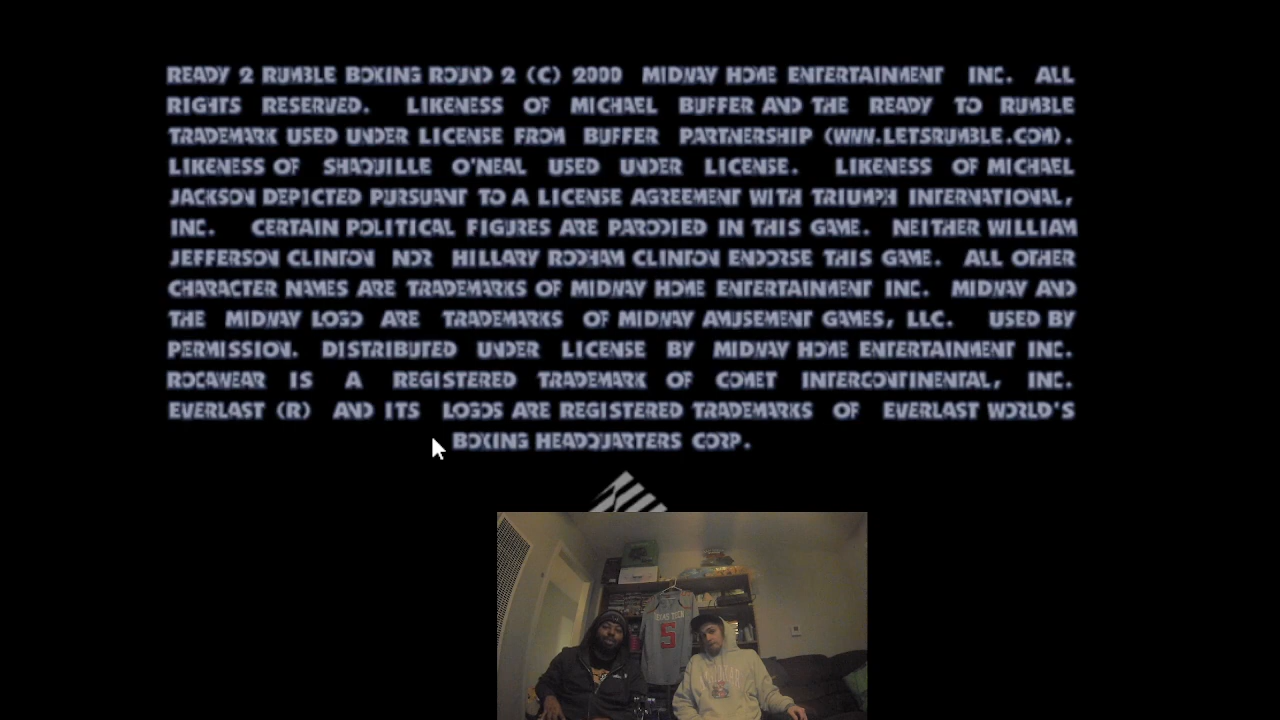 READY 2 RUMBLE BOXING ROUND 2 (C) 2000 MIDWAY HOME ENTERTAINMENT INC. ALL
RIGHTS RESERVED. LIKENESS OF MICHAEL BUFFER AND THE READY TO RUMBLE
TRADEMARK USED UNDER LICENSE FROM BUFFER PARTNERSHIP (WWW.LETSRUMBLE.COM).
LIKENESS OF SHAQUILLE O'NEAL USED UNDER LICENSE. LIKENESS OF MICHAEL
JACKSON DEPICTED PURSUANT TO A LICENSE AGREEMENT WITH TRIUMPH INTERNATIONAL,
INC. CERTAIN POLITICAL FIGURES ARE PARODIED IN THIS GAME. NEITHER WILLIAM
JEFFERSON CLINTON NOR HILLARY RODHAM CLINTON ENDORSE THIS GAME. ALL OTHER
CHARACTER NAMES ARE TRADEMARKS OF MIDWAY HOME ENTERTAINMENT INC. MIDWAY AND
THE MIDWAY LOGO ARE TRADEMARKS OF MIDWAY AMUSEMENT GAMES, LLC. USED BY
PERMISSION. DISTRIBUTED UNDER LICENSE BY MIDWAY HOME ENTERTAINMENT INC.
ROCAWEAR IS A REGISTERED TRADEMARK OF COMET INTERCONTINENTAL, INC.
EVERLAST (R) AND ITS LOGOS ARE REGISTERED TRADEMARKS OF EVERLAST WORLD'S
BOXING HEADQUARTERS CORP.
5